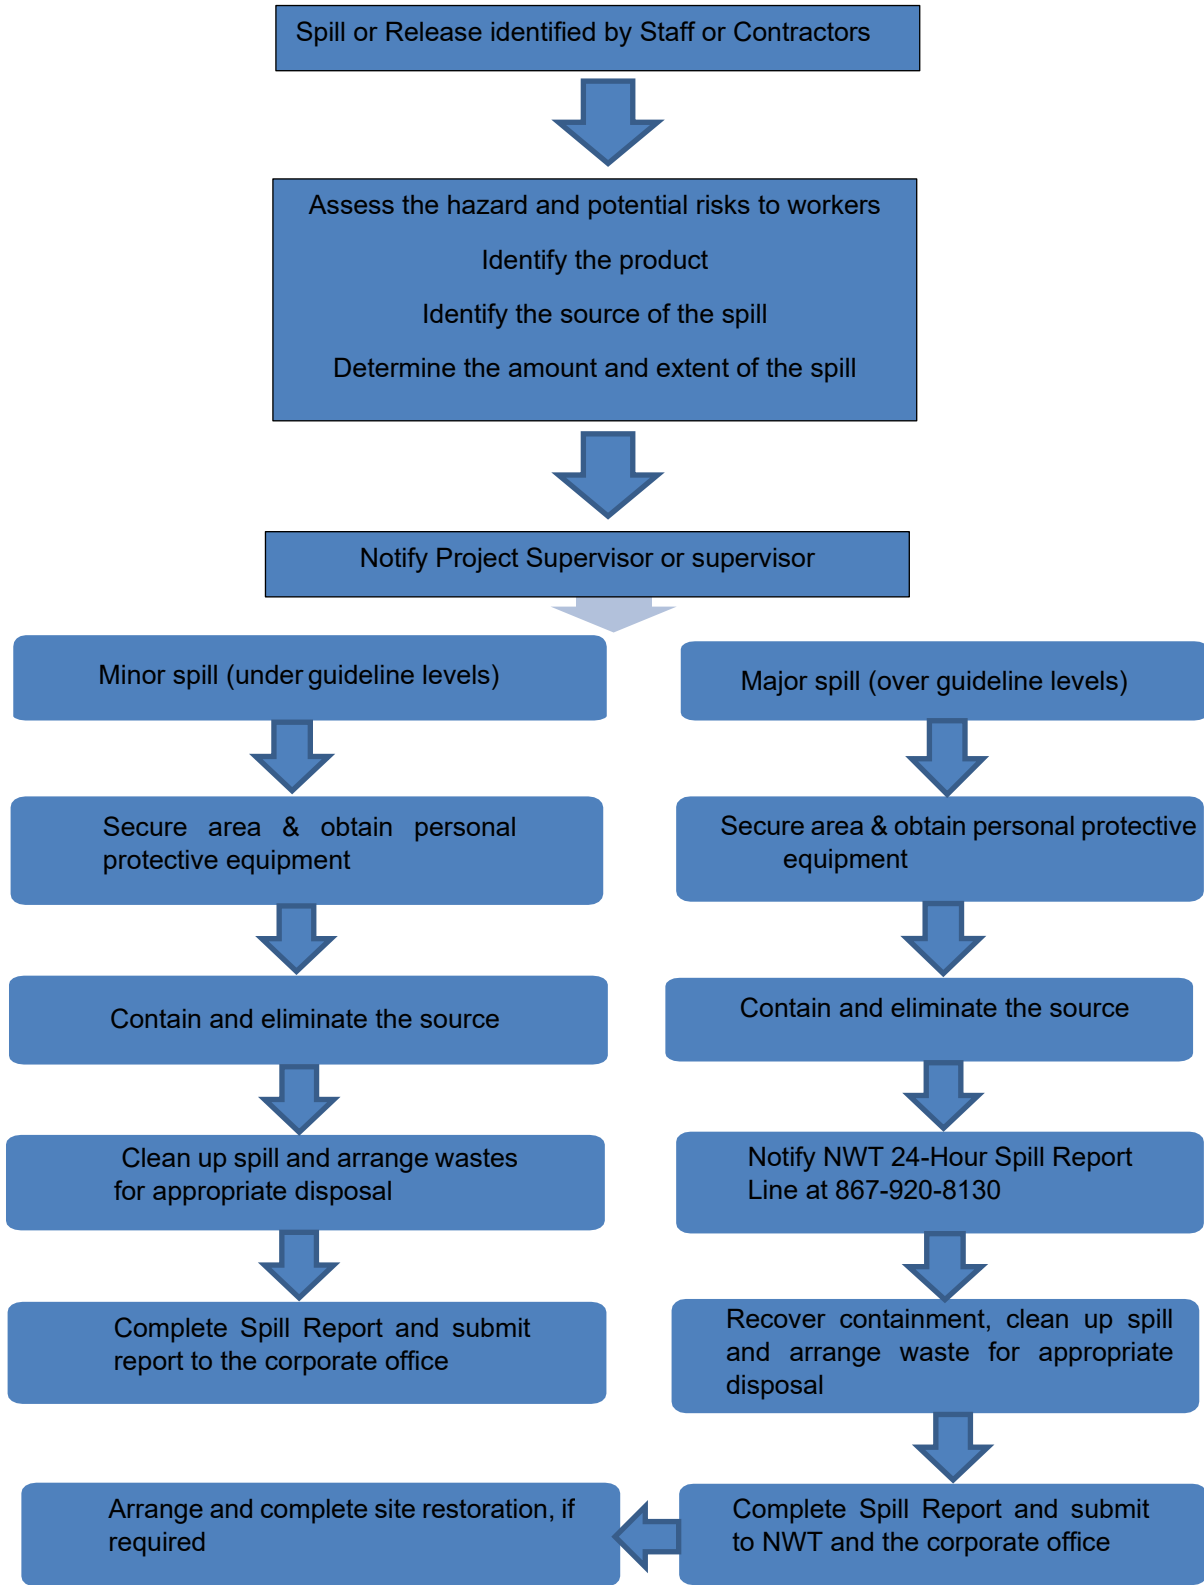 Spill or Release identified by Staff or Contractors
Assess the hazard and potential risks to workers
Identify the product
Identify the source of the spill
Determine the amount and extent of the spill
Notify Project Supervisor or supervisor
Minor spill (under guideline levels)
Secure area & obtain personal
protective equipment
Contain and eliminate the source
Clean up spill and arrange wastes
for appropriate disposal
Complete Spill Report and submit
report to the corporate office
Major spill (over guideline levels)
Secure area & obtain personal protective
equipment
Contain and eliminate the source
Notify NWT 24-Hour Spill Report
Line at 867-920-8130
Recover containment, clean up spill
and arrange waste for appropriate
disposal
Complete Spill Report and submit
to NWT and the corporate office
Arrange and complete site restoration, if
required